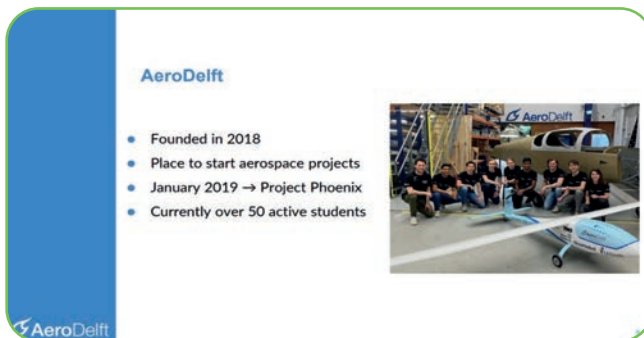 AeroDelft
Founded in 2018
Place to start aerospace projects
January 2019 → Project Phoenix
Currently over 50 active students
AeroDelft
AeroDelft